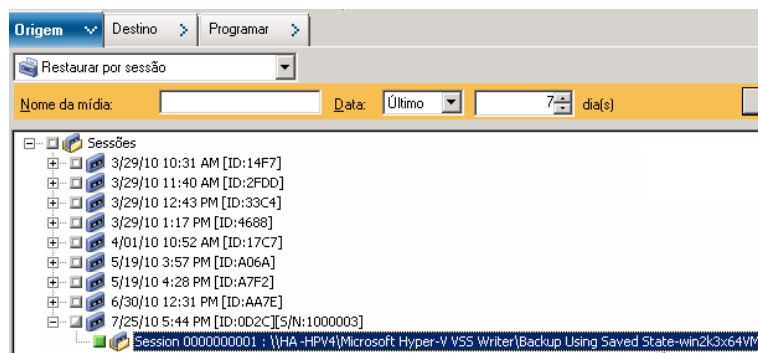 Origem Destino Programar
Restaurar por sessão
Nome da mídia: Data: Último 7 dia(s)
Sessões
3/29/10 10:31 AM [ID:14F7]
3/29/10 11:40 AM [ID:2FDD]
3/29/10 12:43 PM [ID:33C4]
3/29/10 1:17 PM [ID:4688]
4/01/10 10:52 AM [ID:17C7]
5/19/10 3:57 PM [ID:A06A]
5/19/10 4:28 PM [ID:A7F2]
6/30/10 12:31 PM [ID:AA7E]
7/25/10 5:44 PM [ID:0D2C][S/N:1000003]
Session 0000000001 : \\HA-HPV4\Microsoft Hyper-V VSS Writer\Backup Using Saved State-win2k3x64VM